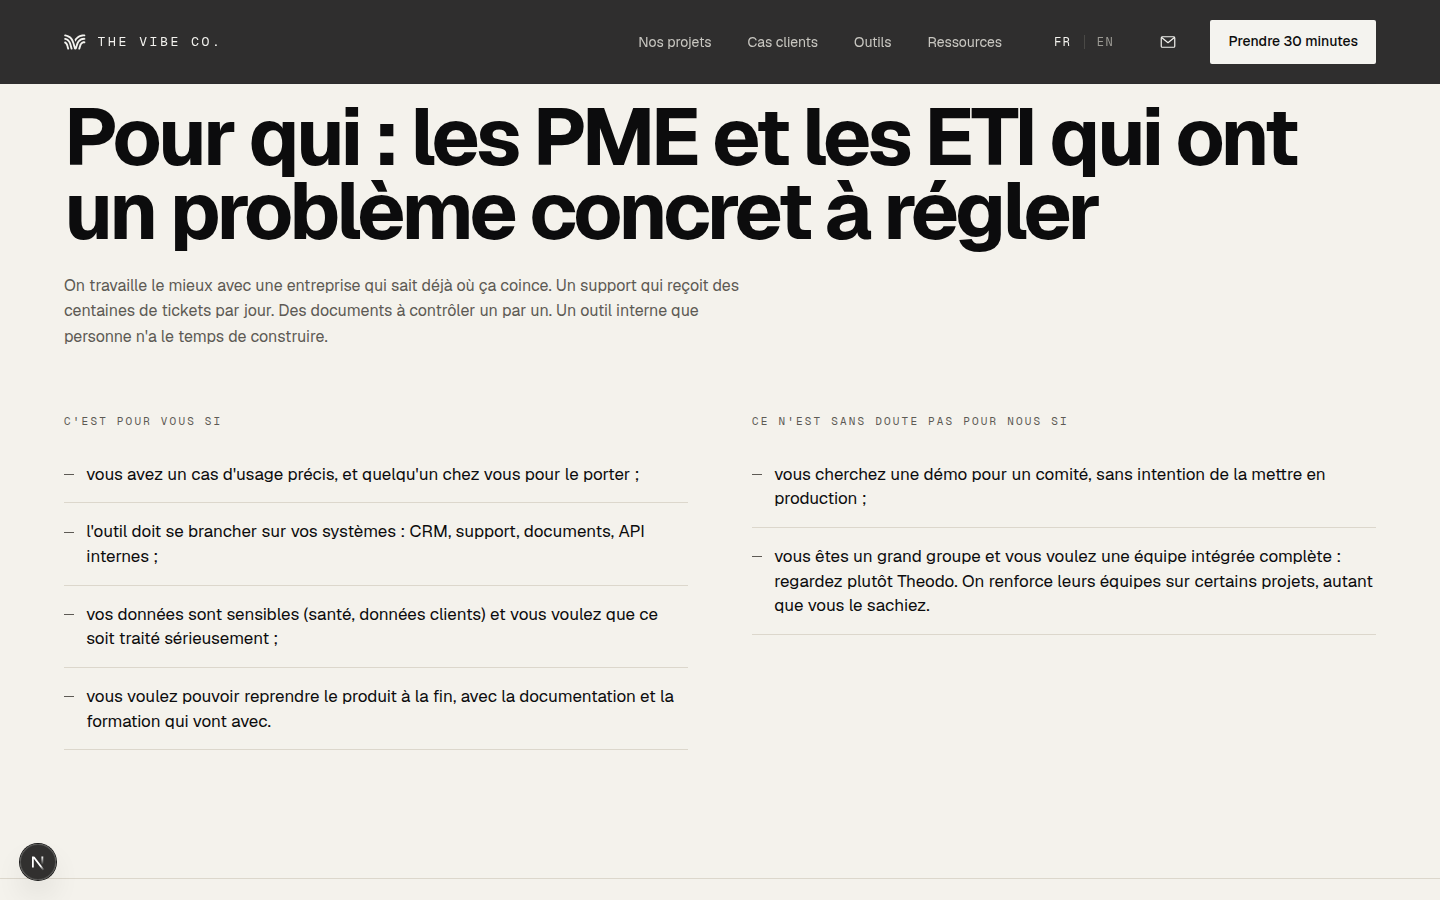 THE VIBE CO.
Nos projets
Cas clients
Outils
Ressources
FR
EN
Prendre 30 minutes
Pour qui : les PME et les ETI qui ont
un problème concret à régler
On travaille le mieux avec une entreprise qui sait déjà où ça coince. Un support qui reçoit des
centaines de tickets par jour. Des documents à contrôler un par un. Un outil interne que
personne n'a le temps de construire.
C'EST POUR VOUS SI
— vous avez un cas d'usage précis, et quelqu'un chez vous pour le porter ;
— l'outil doit se brancher sur vos systèmes : CRM, support, documents, API
internes ;
— vos données sont sensibles (santé, données clients) et vous voulez que ce
soit traité sérieusement ;
— vous voulez pouvoir reprendre le produit à la fin, avec la documentation et la
formation qui vont avec.
CE N'EST SANS DOUTE PAS POUR NOUS SI
— vous cherchez une démo pour un comité, sans intention de la mettre en
production ;
— vous êtes un grand groupe et vous voulez une équipe intégrée complète :
regardez plutôt Theodo. On renforce leurs équipes sur certains projets, autant
que vous le sachiez.
N